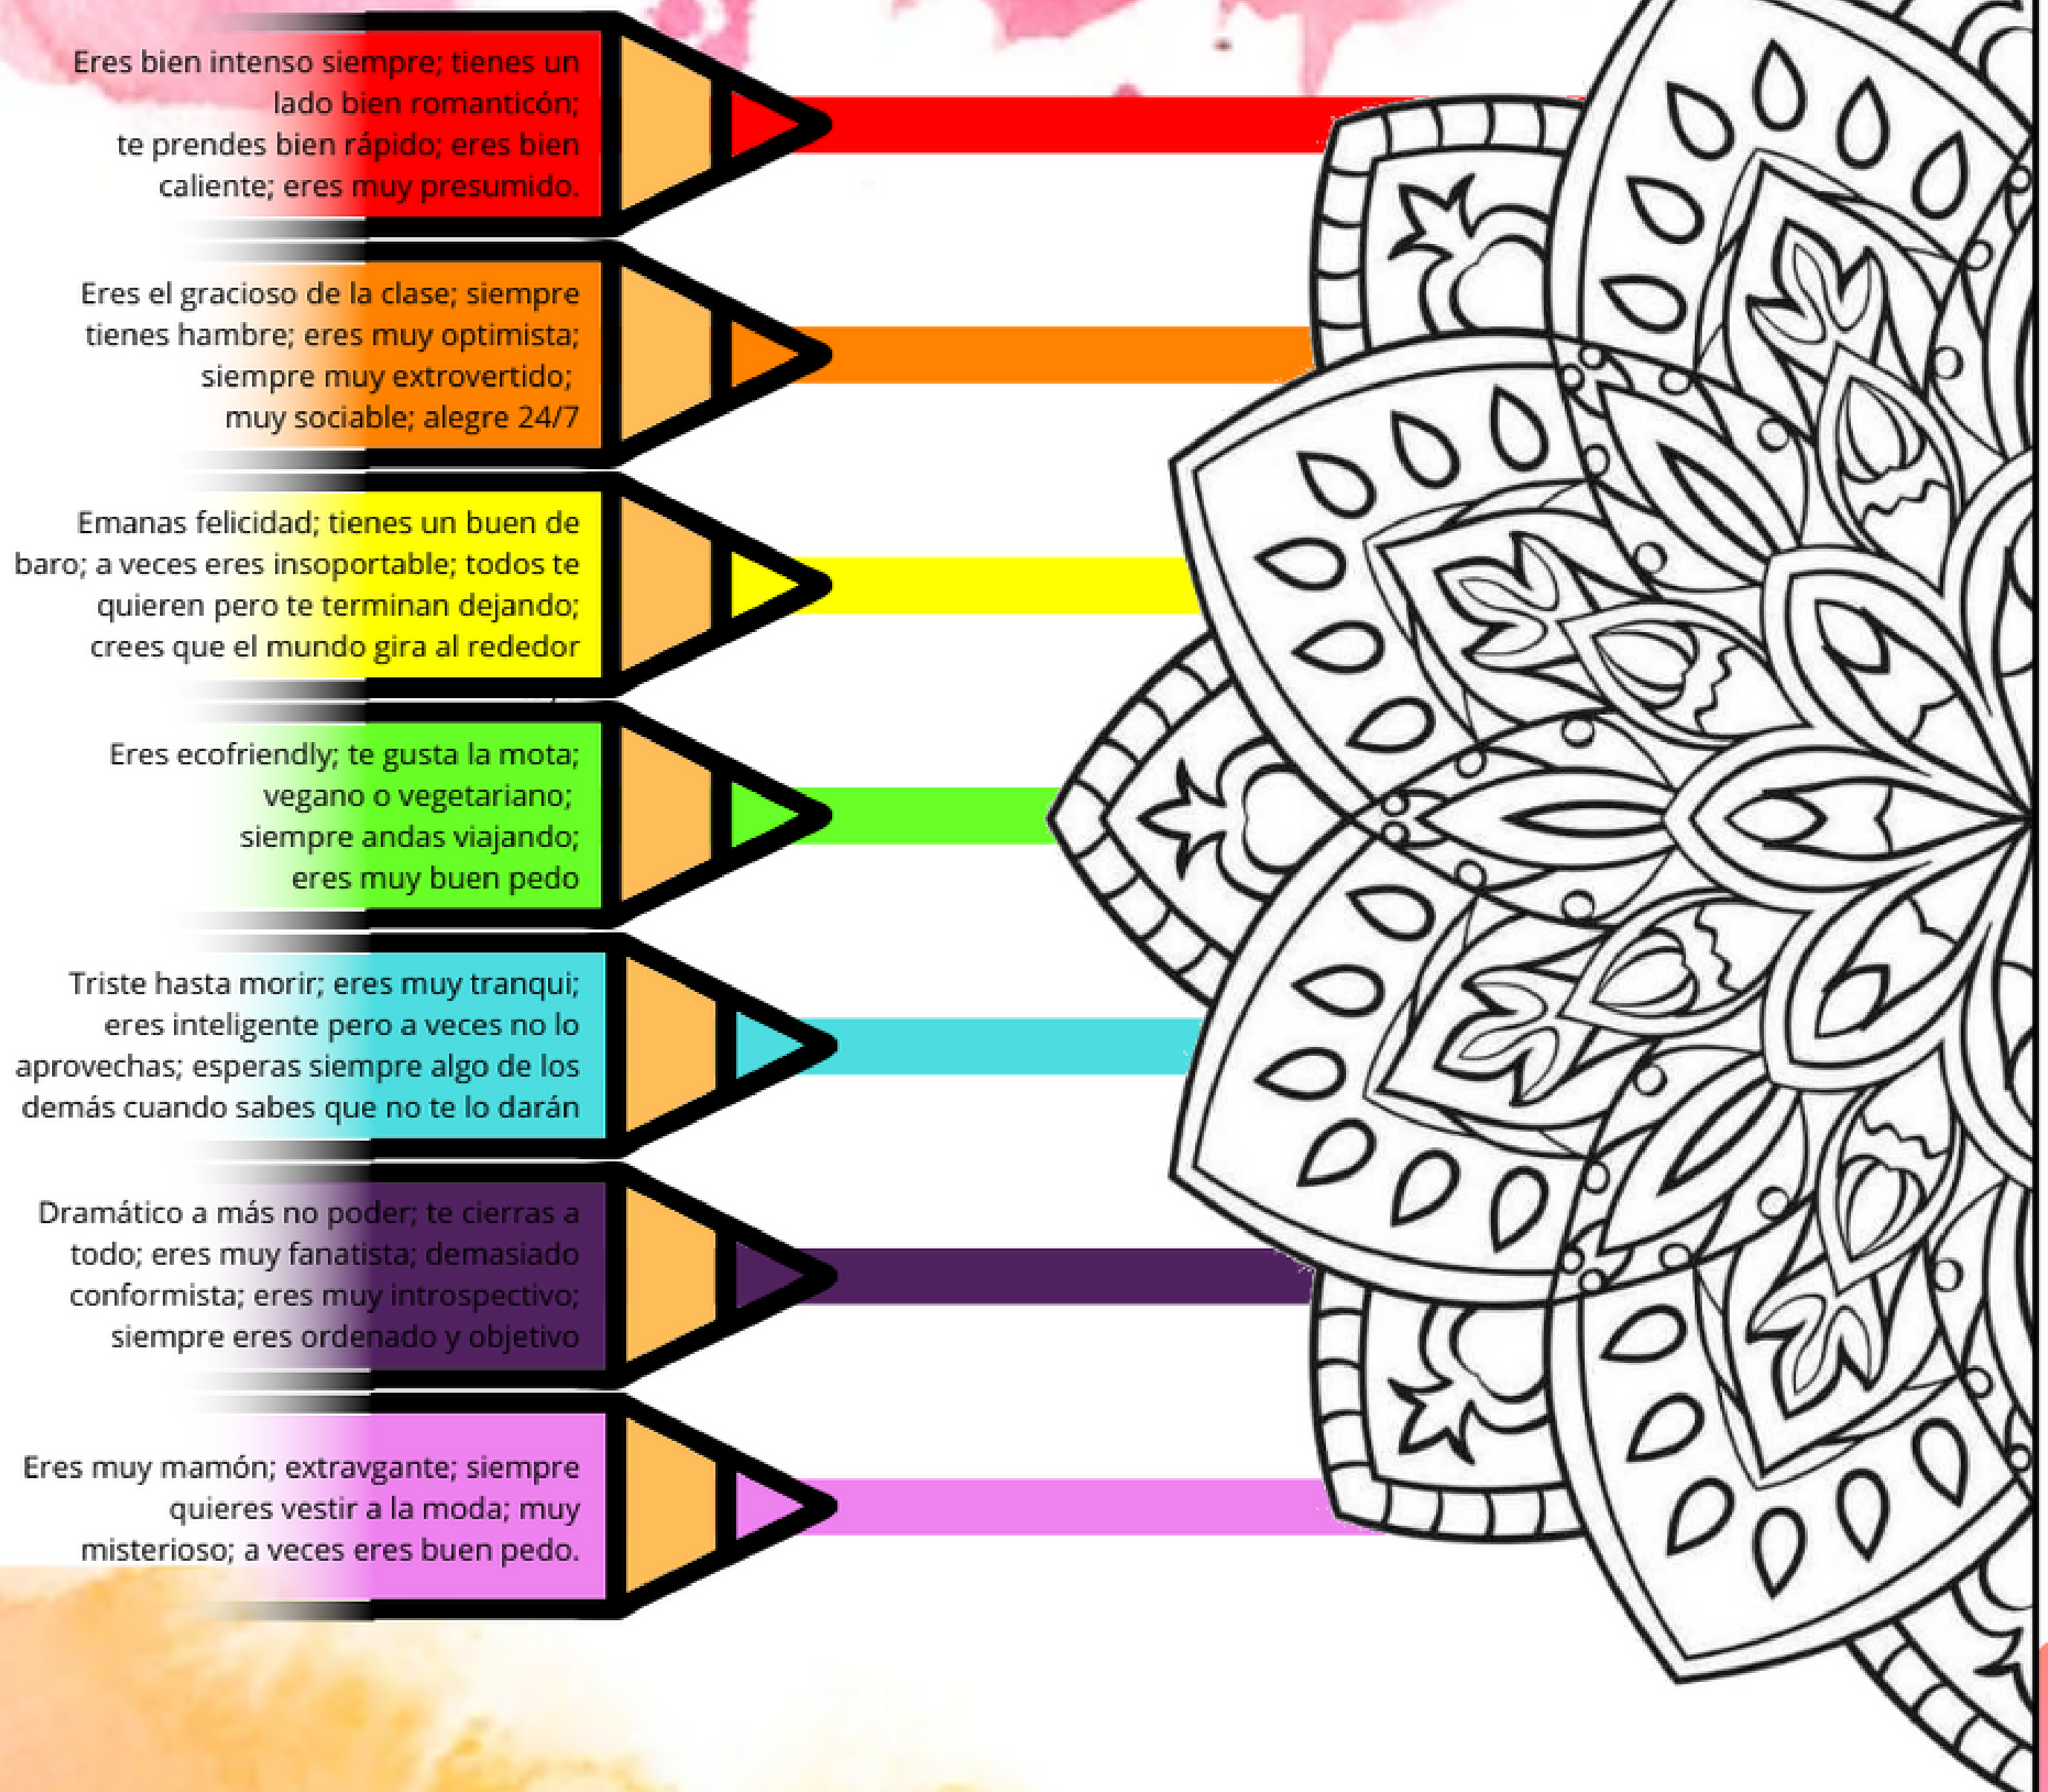 Eres bien intenso siempre; tienes un
lado bien romanticón;
te prendes bien rápido; eres bien
caliente; eres muy presumido.
Eres el gracioso de la clase; siempre
tienes hambre; eres muy optimista;
siempre muy extrovertido;
muy sociable; alegre 24/7
Emanas felicidad; tienes un buen de
baro; a veces eres insoportable; todos te
quieren pero te terminan dejando;
crees que el mundo gira al rededor
Eres ecofriendly; te gusta la mota;
vegano o vegetariano;
siempre andas viajando;
eres muy buen pedo
Triste hasta morir; eres muy tranqui;
eres inteligente pero a veces no lo
aprovechas; esperas siempre algo de los
demás cuando sabes que no te lo darán
Dramático a más no poder; te cierras a
todo; eres muy fanatista; demasiado
conformista; eres muy introspectivo;
siempre eres ordenado y objetivo
Eres muy mamón; extravgante; siempre
quieres vestir a la moda; muy
misterioso; a veces eres buen pedo.